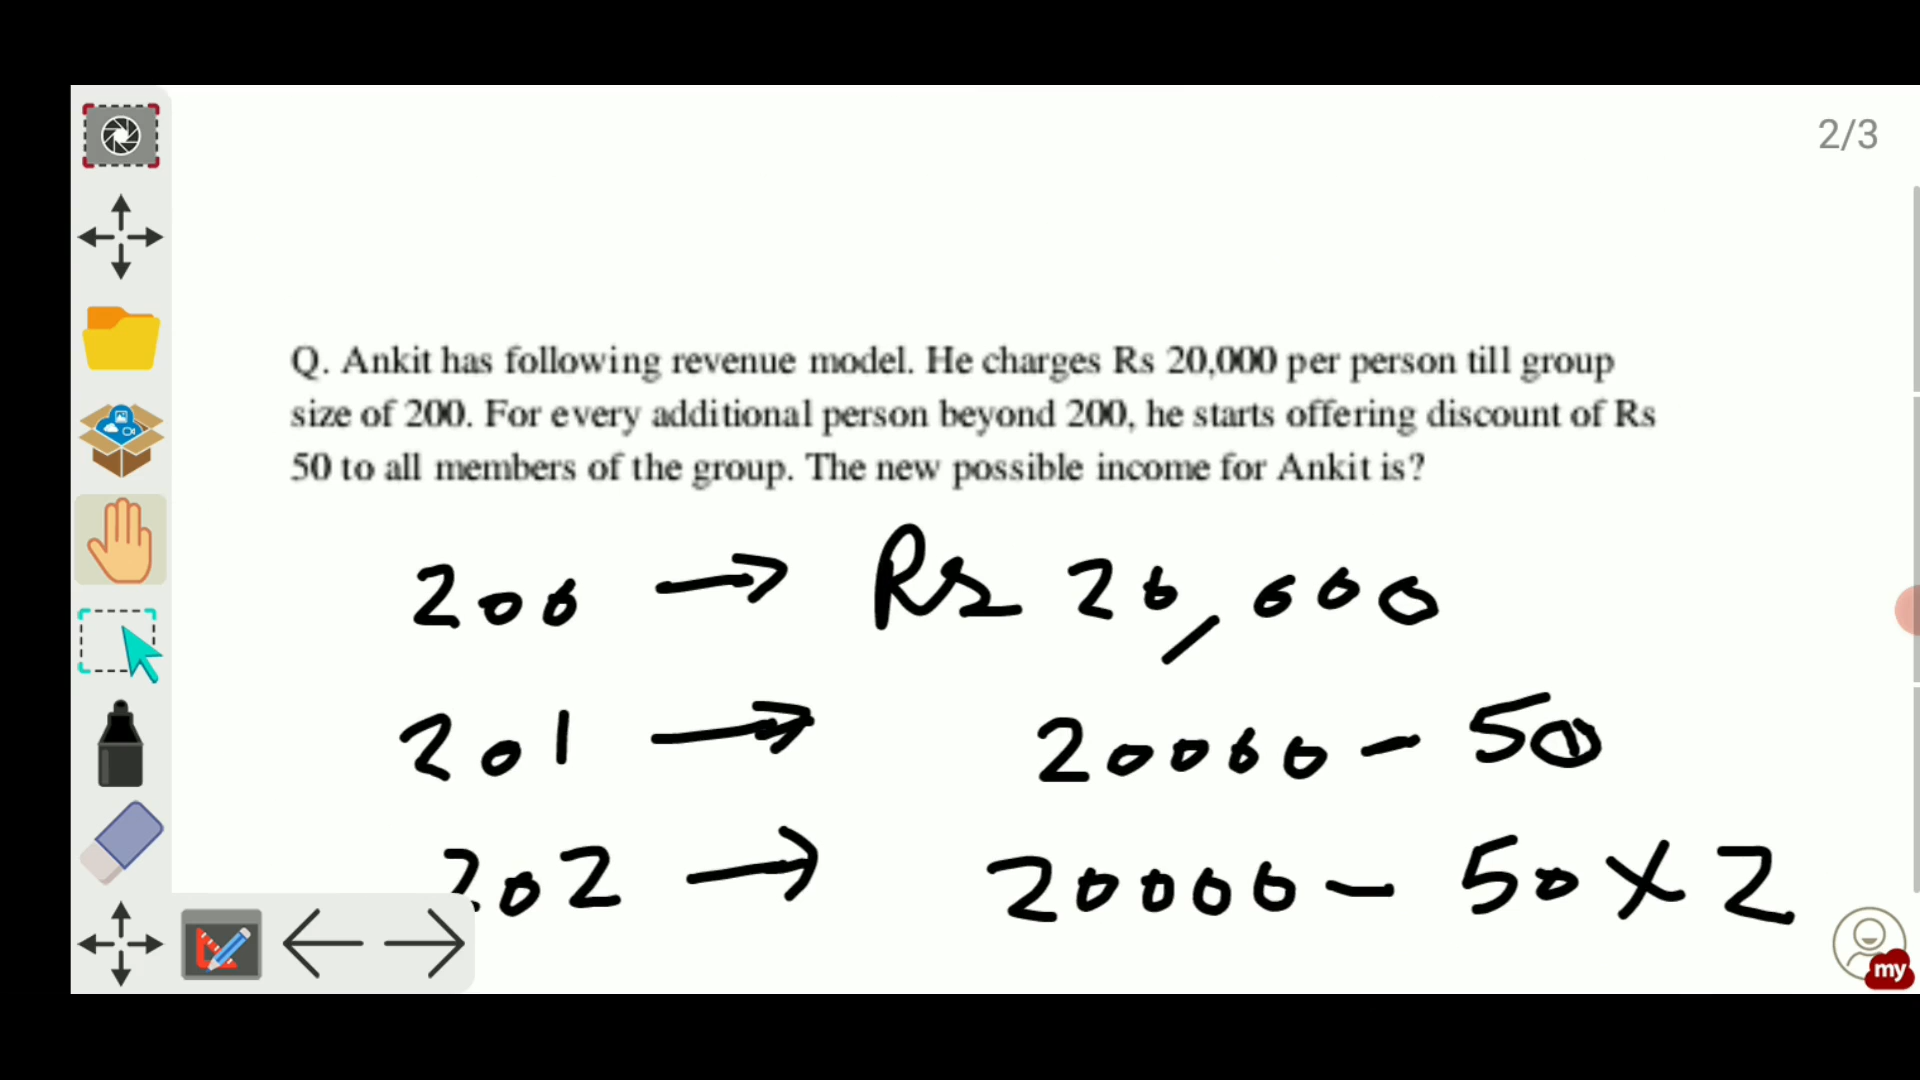 2/3
Q. Ankit has following revenue model. He charges Rs 20,000 per person till group
size of 200. For every additional person beyond 200, he starts offering discount of Rs
50 to all members of the group. The new possible income for Ankit is?
200 → Rs 20,000
201 → 20000 - 50
202 → 20000 - 50 X 2
my